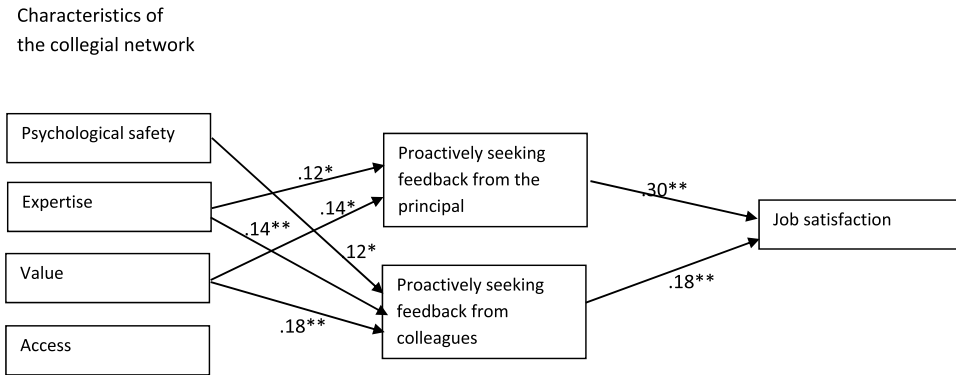 Characteristics of
the collegial network
Psychological safety
Expertise
Value
Access
.12*
.14*
.14**
12*
.18**
Proactively seeking
feedback from the
principal
Proactively seeking
feedback from
colleagues
.30**
.18**
Job satisfaction